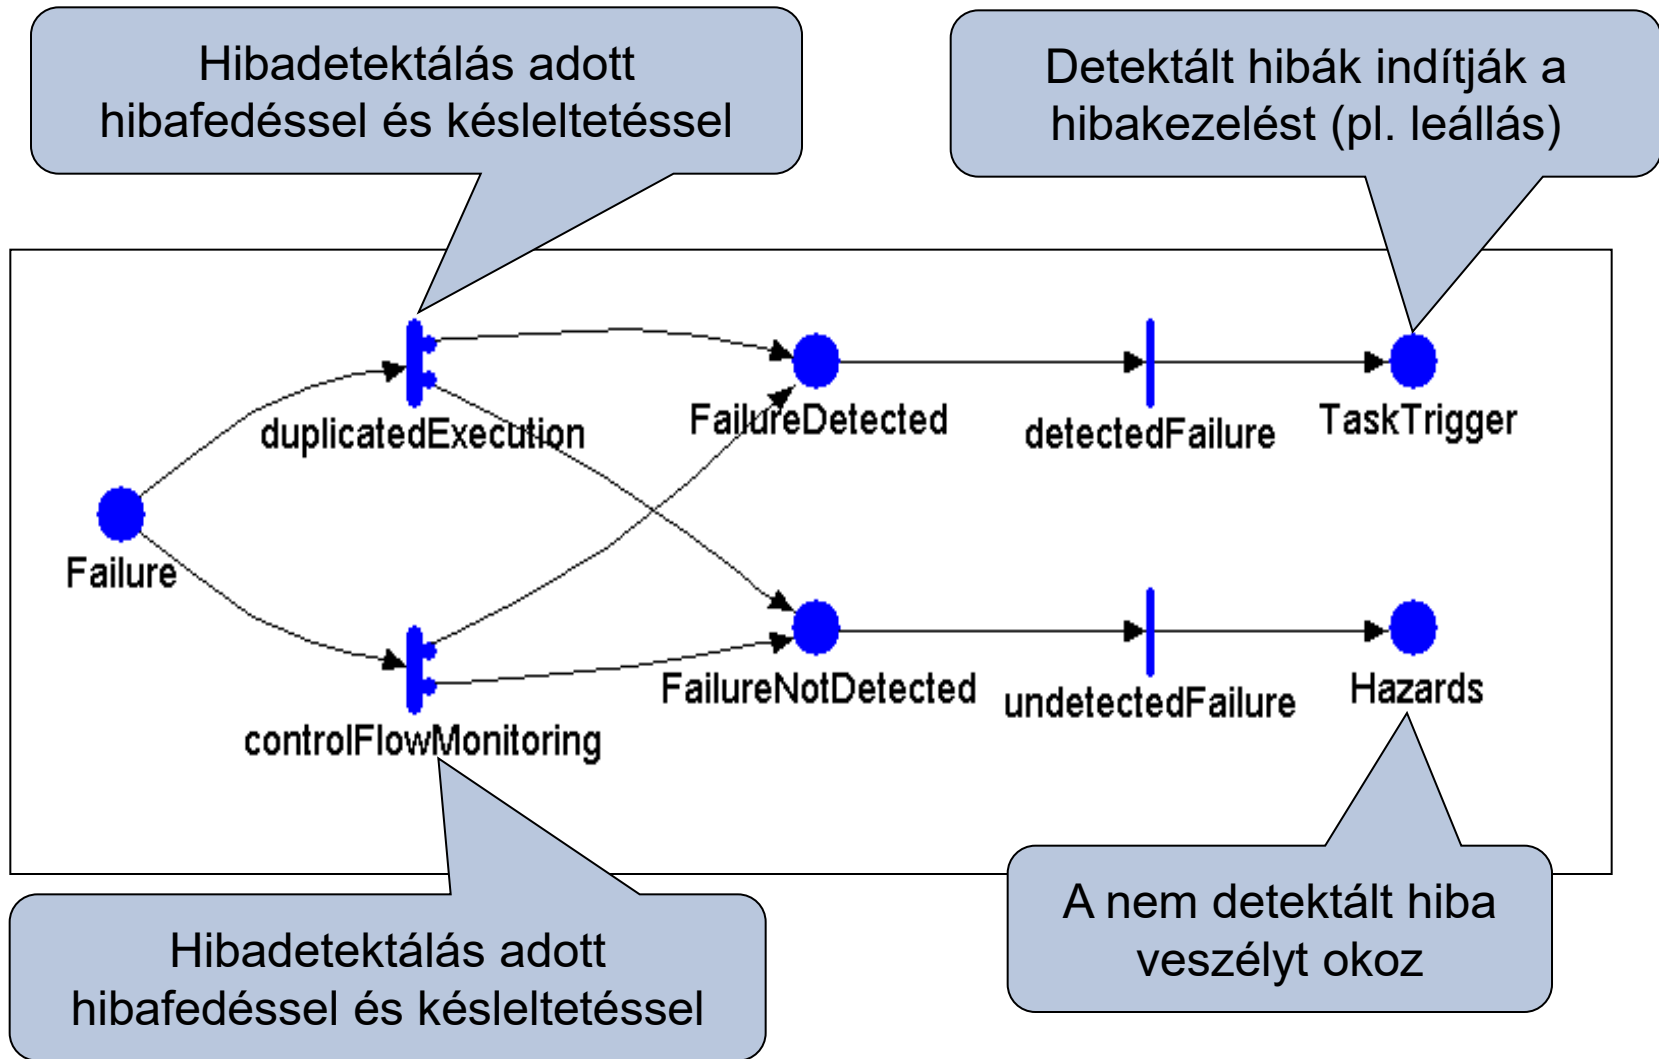 Hibadetektálás adott
hibafedéssel és késleltetéssel
Detektált hibák indítják a
hibakezelést (pl. leállás)
duplicatedExecution
FailureDetected
detectedFailure
TaskTrigger
Failure
controlFlowMonitoring
FailureNotDetected
undetectedFailure
Hazards
Hibadetektálás adott
hibafedéssel és késleltetéssel
A nem detektált hiba
veszélyt okoz